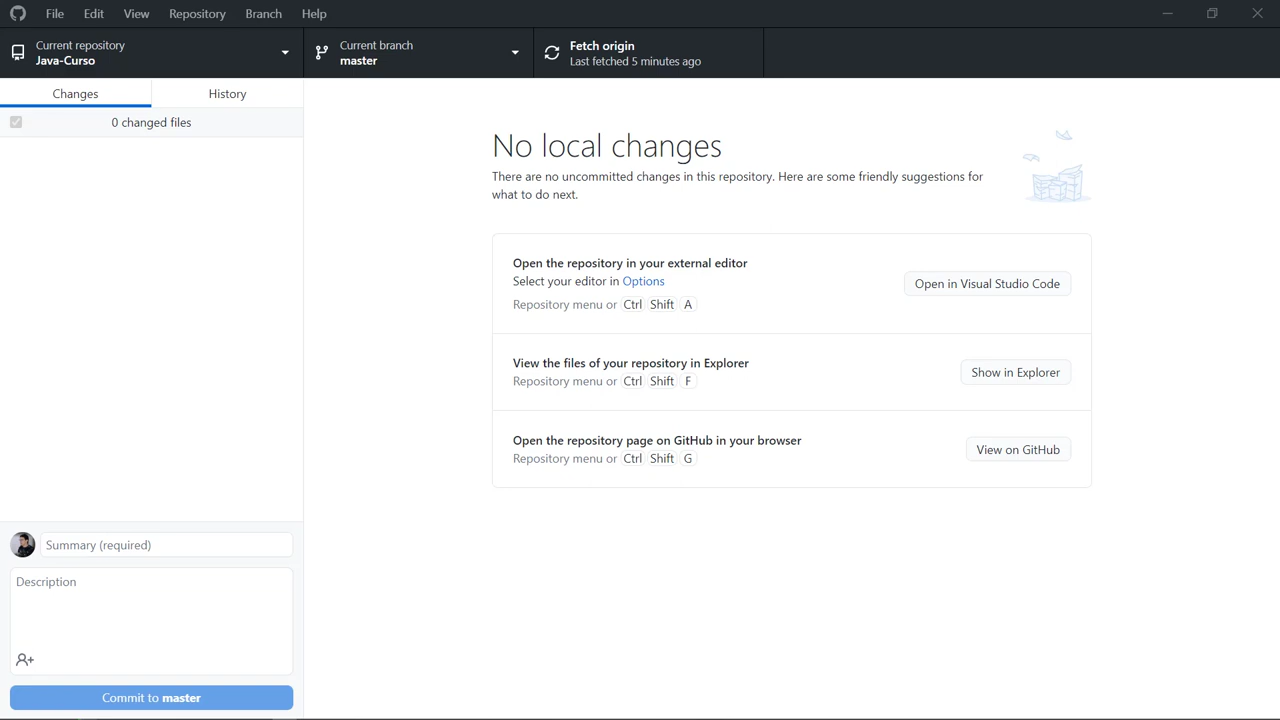 File Edit View Repository Branch Help
Current repository
Java-Curso
Current branch
master
Fetch origin
Last fetched 5 minutes ago
Changes
History
0 changed files
No local changes
There are no uncommitted changes in this repository. Here are some friendly suggestions for
what to do next.
Open the repository in your external editor
Select your editor in Options
Repository menu or Ctrl Shift A
Open in Visual Studio Code
View the files of your repository in Explorer
Repository menu or Ctrl Shift F
Show in Explorer
Open the repository page on GitHub in your browser
Repository menu or Ctrl Shift G
View on GitHub
Summary (required)
Description
Commit to master